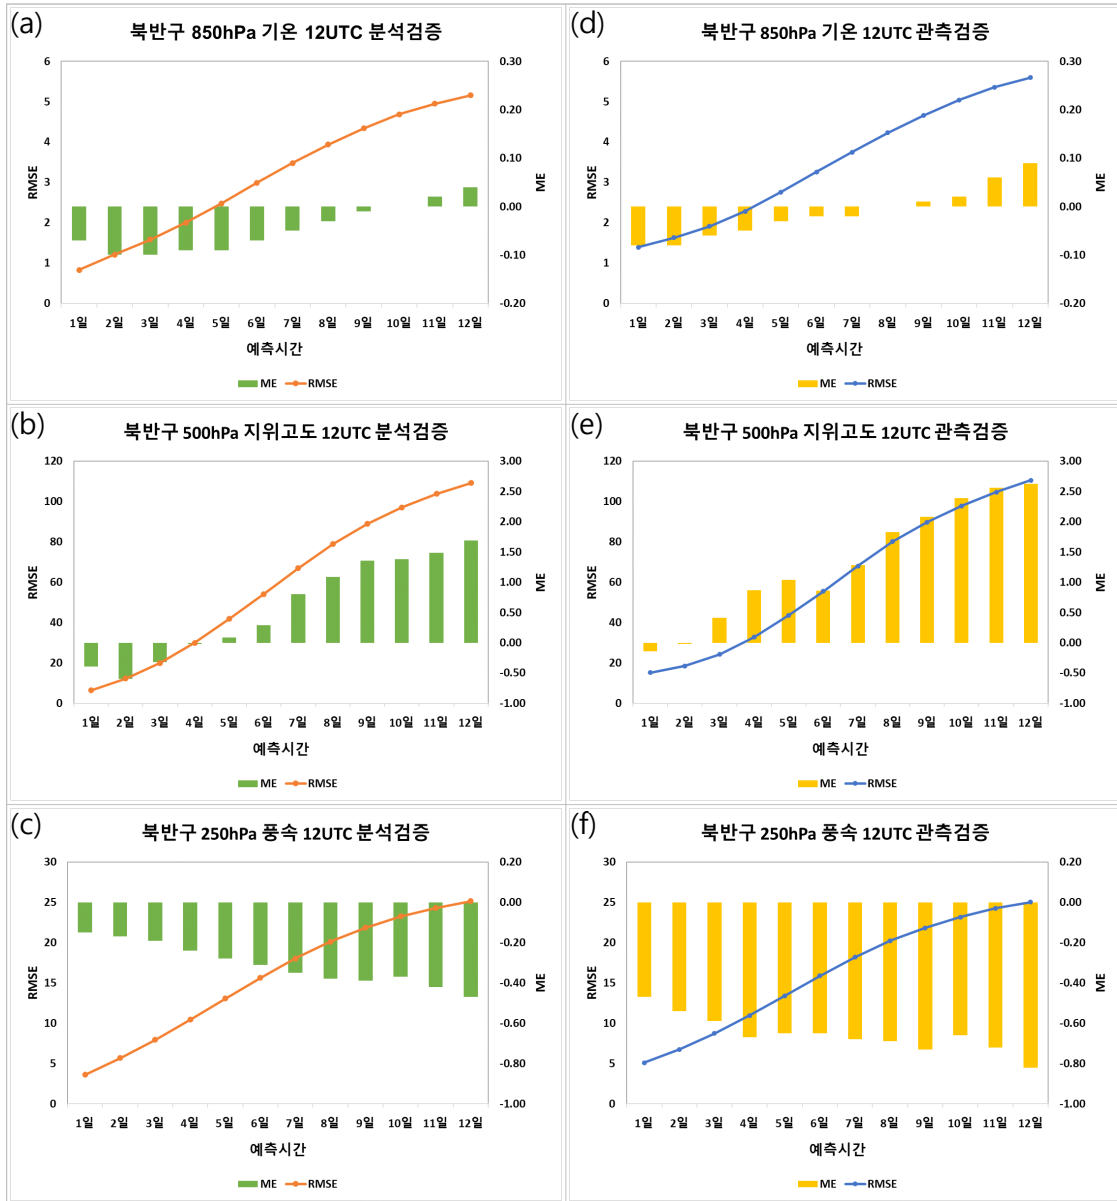 (a)
북반구 850hPa 기온 12UTC 분석검증
RMSE
6
5
4
3
2
1
0
0.30
0.20
0.10
0.00
-0.10
-0.20
ME
1일 2일 3일 4일 5일 6일 7일 8일 9일 10일 11일 12일
예측시간
ME RMSE
(d)
북반구 850hPa 기온 12UTC 관측검증
RMSE
6
5
4
3
2
1
0
0.30
0.20
0.10
0.00
-0.10
-0.20
ME
1일 2일 3일 4일 5일 6일 7일 8일 9일 10일 11일 12일
예측시간
ME RMSE
(b)
북반구 500hPa 지위고도 12UTC 분석검증
RMSE
120
100
80
60
40
20
0
3.00
2.50
2.00
1.50
1.00
0.50
0.00
-0.50
-1.00
ME
1일 2일 3일 4일 5일 6일 7일 8일 9일 10일 11일 12일
예측시간
ME RMSE
(e)
북반구 500hPa 지위고도 12UTC 관측검증
RMSE
120
100
80
60
40
20
0
3.00
2.50
2.00
1.50
1.00
0.50
0.00
-0.50
-1.00
ME
1일 2일 3일 4일 5일 6일 7일 8일 9일 10일 11일 12일
예측시간
ME RMSE
(c)
북반구 250hPa 풍속 12UTC 분석검증
RMSE
30
25
20
15
10
5
0
0.20
0.00
-0.20
-0.40
-0.60
-0.80
-1.00
ME
1일 2일 3일 4일 5일 6일 7일 8일 9일 10일 11일 12일
예측시간
ME RMSE
(f)
북반구 250hPa 풍속 12UTC 관측검증
RMSE
30
25
20
15
10
5
0
0.20
0.00
-0.20
-0.40
-0.60
-0.80
-1.00
ME
1일 2일 3일 4일 5일 6일 7일 8일 9일 10일 11일 12일
예측시간
ME RMSE